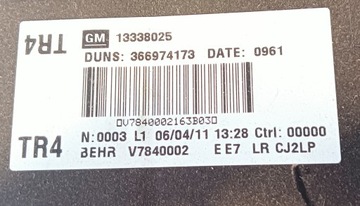 TR4
GM 13338025
DUNS: 366974173 DATE: 0961
V7840002163B03
TR4
N:0003 L1 06/04/11 13:28 Ctrl: 00000
BEHR V7840002 E E7 LR CJ2LP